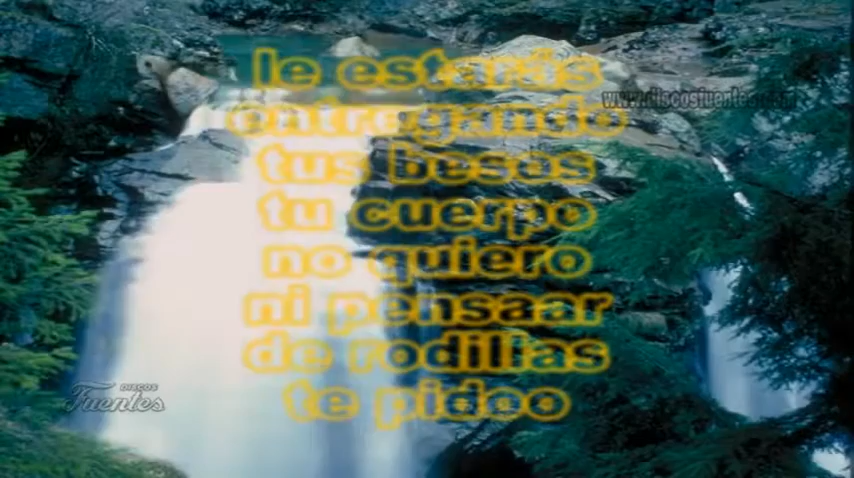 le estarás
www.discosfuentes.com
entregando
tus besos
tu cuerpo
no quiero
ni pensaar
de rodillas
te pidoo
DISCOS
Fuentes